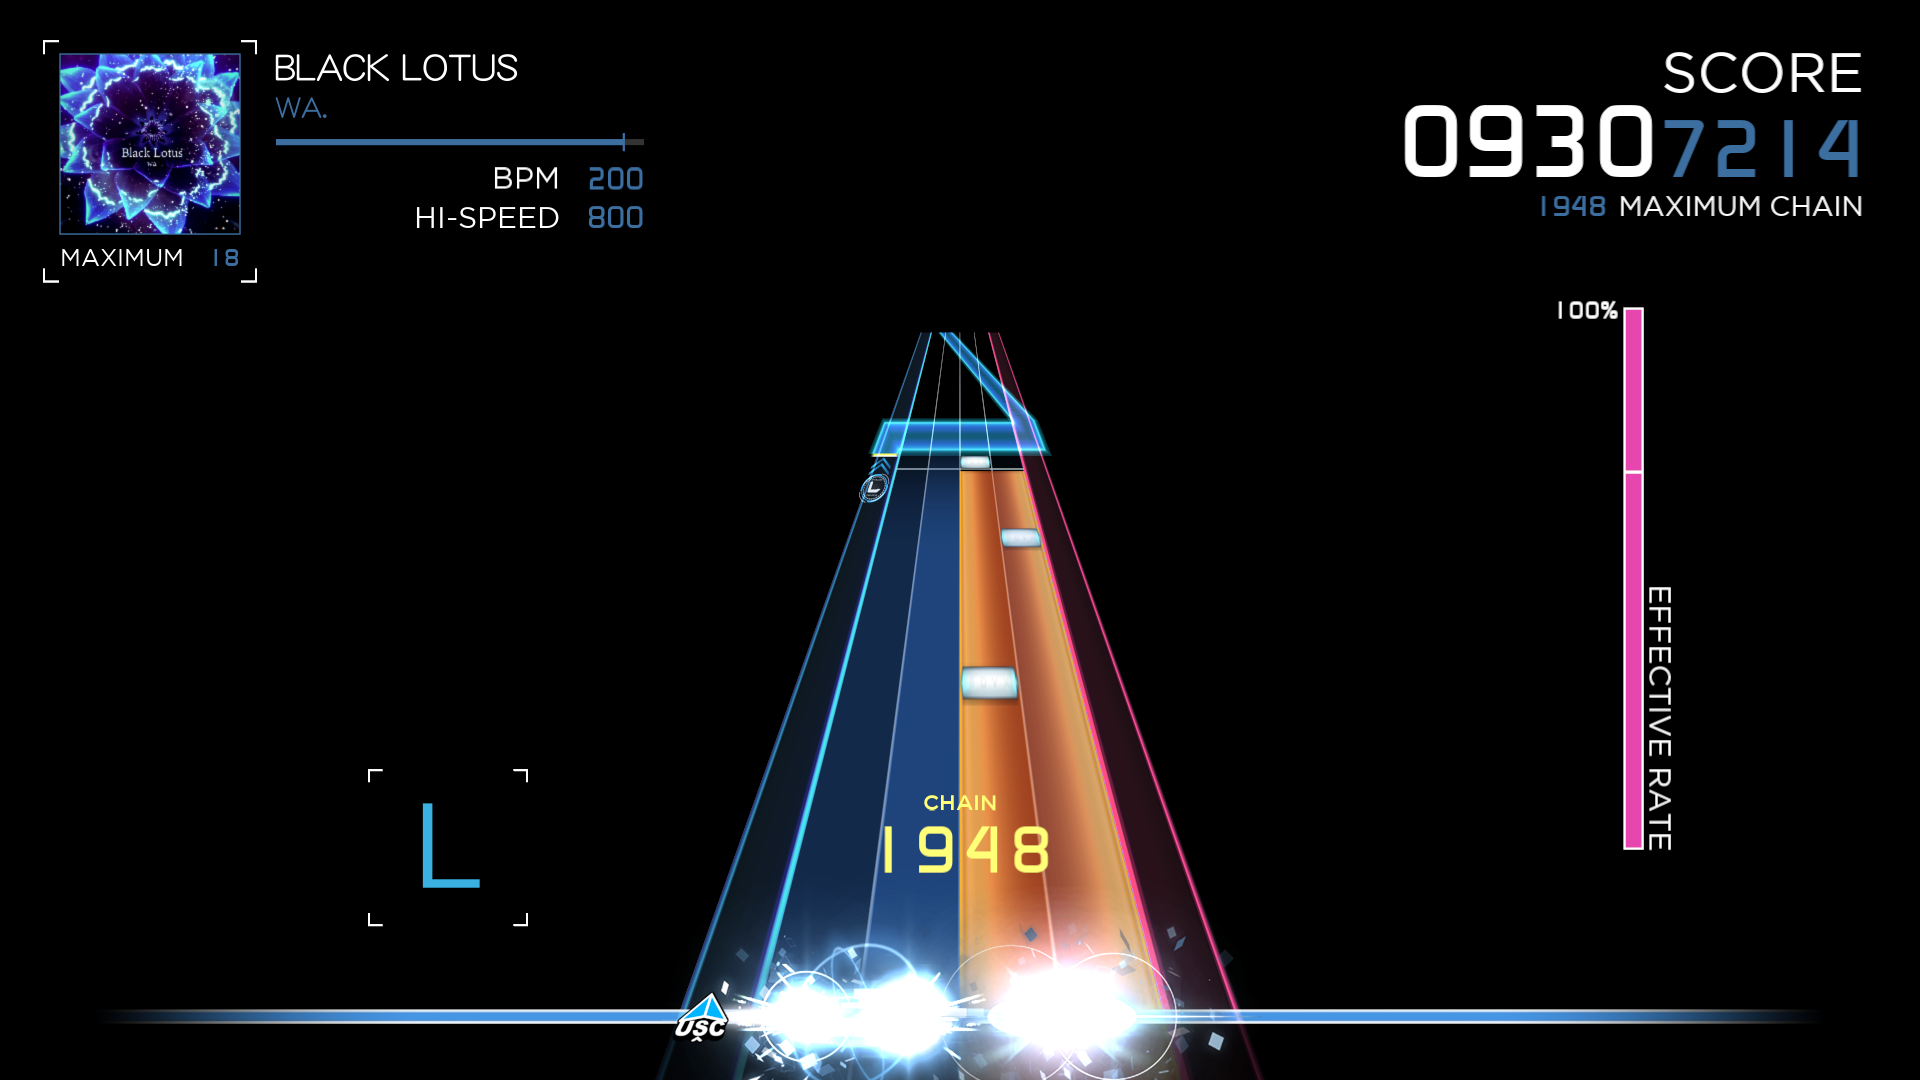 BLACK LOTUS
WA.
Black Lotus
wa
BPM 200
HI-SPEED 800
MAXIMUM 18
SCORE
09307214
1948 MAXIMUM CHAIN
100%
EFFECTIVE RATE
L
CHAIN
1948
L
USC